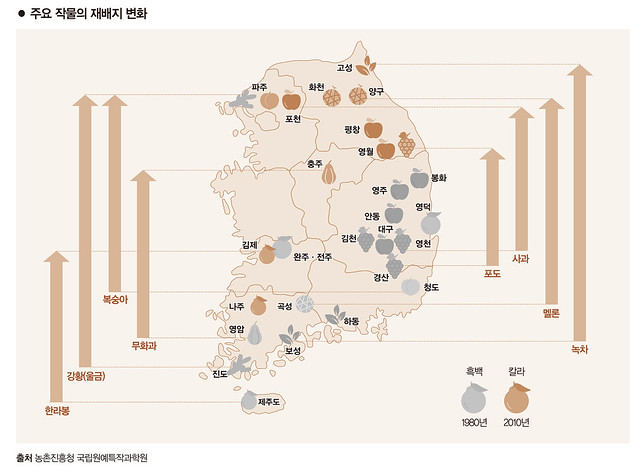 ● 주요 작물의 재배지 변화
고성
파주
화천
양구
포천
평창
영월
충주
봉화
영주
영덕
안동
대구
김천
영천
김제
완주·전주
경산
청도
나주
곡성
하동
영암
보성
진도
제주도
한라봉
강황(울금)
복숭아
무화과
포도
사과
멜론
녹차
흑백
칼라
1980년
2010년
출처 농촌진흥청 국립원예특작과학원